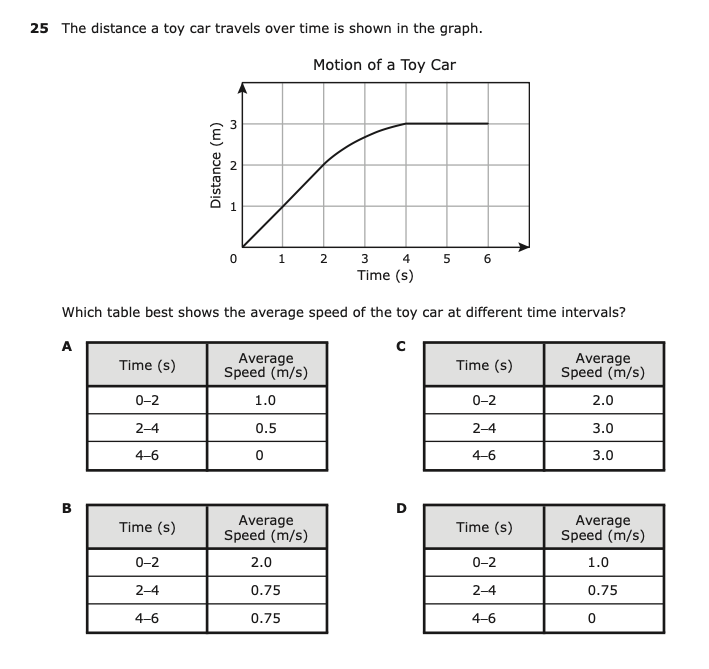 25 The distance a toy car travels over time is shown in the graph.
Motion of a Toy Car
Distance (m)
3
2
1
0 1 2 3 4 5 6
Time (s)
Which table best shows the average speed of the toy car at different time intervals?
A
Time (s) Average Speed (m/s)
0–2 1.0
2–4 0.5
4–6 0
B
Time (s) Average Speed (m/s)
0–2 2.0
2–4 0.75
4–6 0.75
C
Time (s) Average Speed (m/s)
0–2 2.0
2–4 3.0
4–6 3.0
D
Time (s) Average Speed (m/s)
0–2 1.0
2–4 0.75
4–6 0